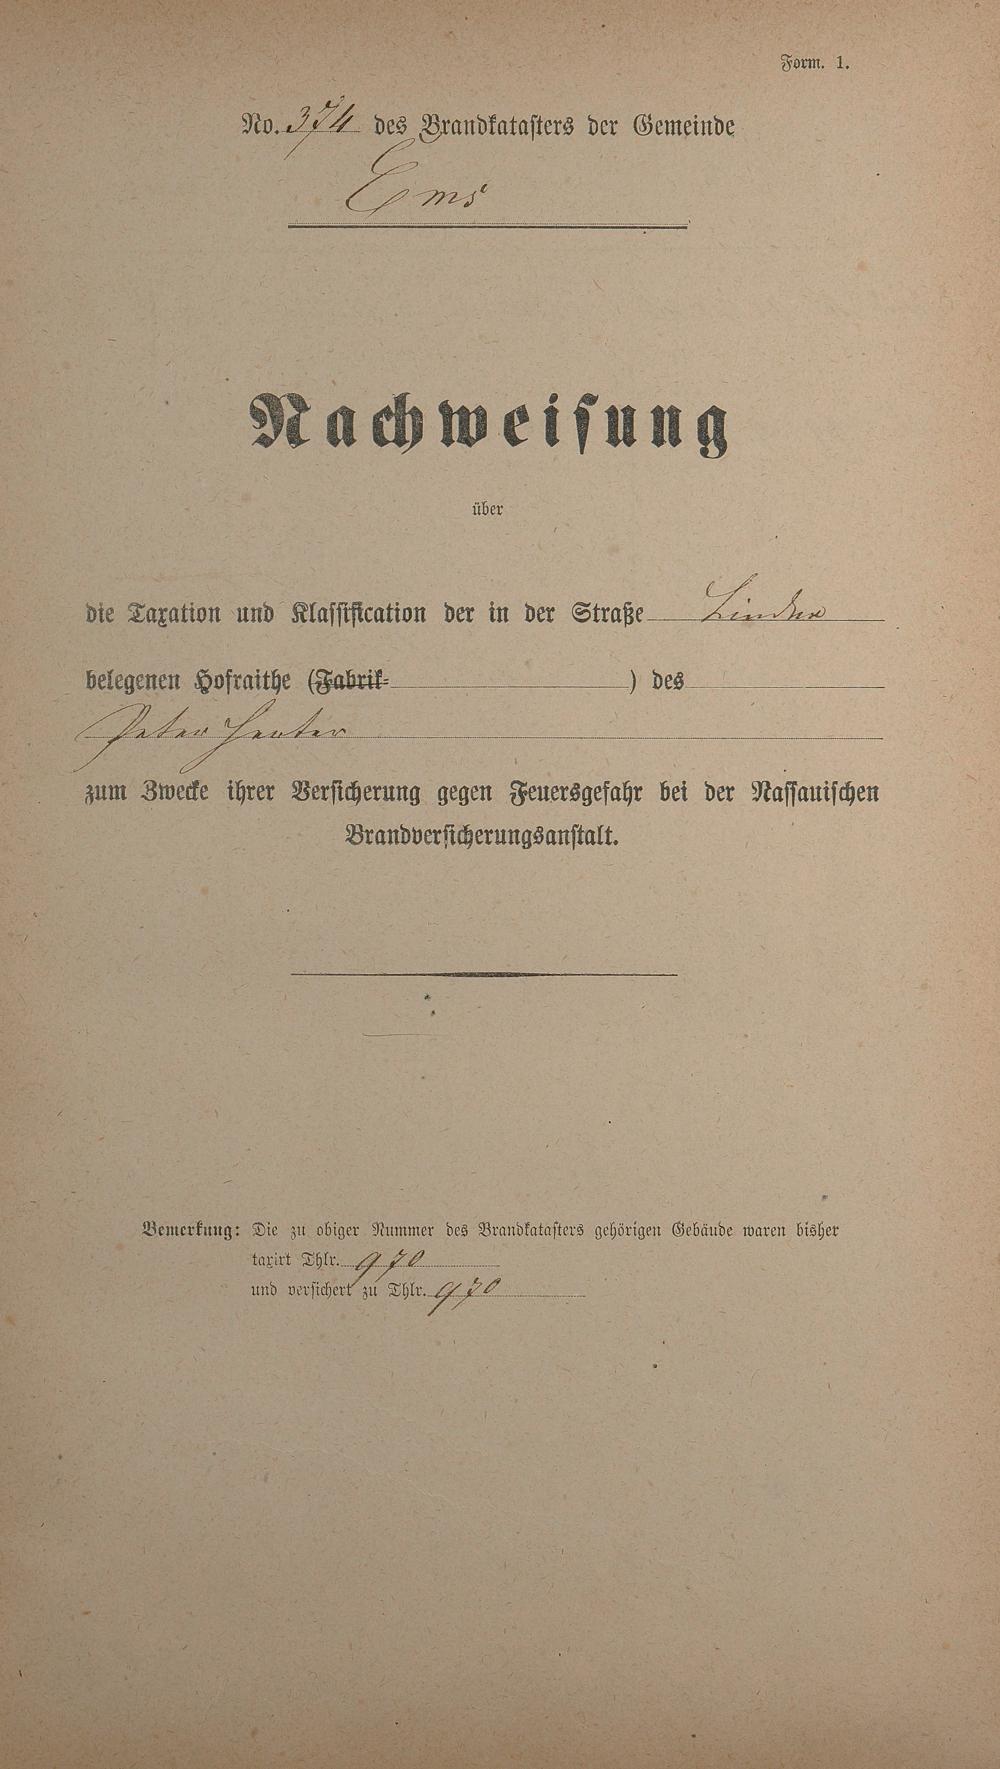 Form. 1.
No. 374 des Brandkatasters der Gemeinde
Ems
Nachweisung
über
die Taxation und Klassifikation der in der Straße Linden
belegenen Hofraithe (Fabrik- ) des
Peter
zum Zwecke ihrer Versicherung gegen Feuersgefahr bei der Nassauischen
Brandversicherungsanstalt.
Bemerkung: Die zu obiger Nummer des Brandkatasters gehörigen Gebäude waren bisher
taxirt Thlr. 970
und versichert zu Thlr. 970